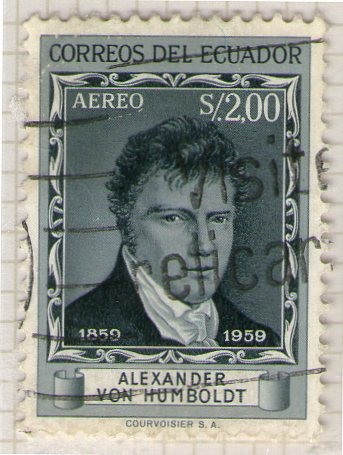 CORREOS DEL ECUADOR
AEREO S/.2,00
1859 1959
ALEXANDER
VON HUMBOLDT
COURVOISIER S. A.